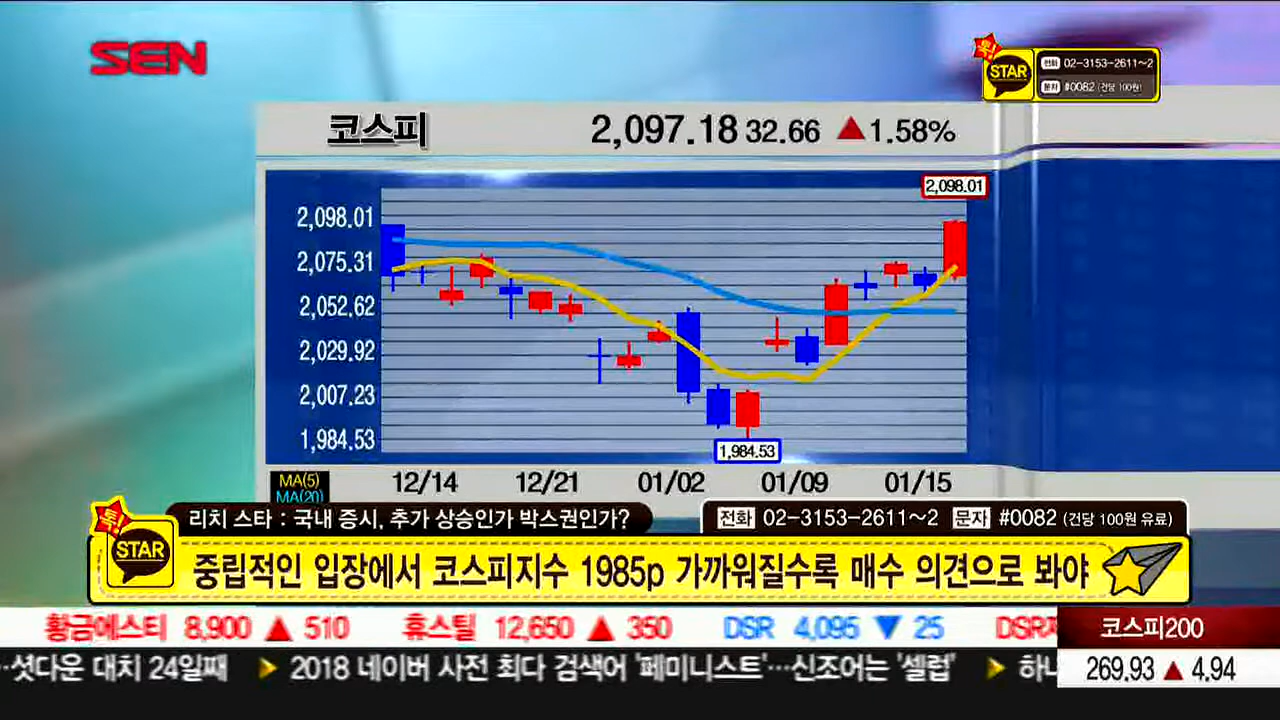 SEN
톡!
STAR
전화 02-3153-2611~2
문자 #0082 (건당 100원)
코스피 2,097.18 32.66 ▲1.58%
2,098.01
2,098.01
2,075.31
2,052.62
2,029.92
2,007.23
1,984.53
1,984.53
12/14 12/21 01/02 01/09 01/15
MA(5)
MA(20)
톡!
STAR
리치 스타 : 국내 증시, 추가 상승인가 박스권인가?
전화 02-3153-2611~2 문자 #0082 (건당 100원 유료)
중립적인 입장에서 코스피지수 1985p 가까워질수록 매수 의견으로 봐야
황금에스티 8,900 ▲ 510 휴스틸 12,650 ▲ 350 DSR 4,095 ▼ 25 DSR제
코스피200
··셧다운 대치 24일째 ▶ 2018 네이버 사전 최다 검색어 '페미니스트'···신조어는 '셀럽' ▶ 하나
269.93 ▲ 4.94